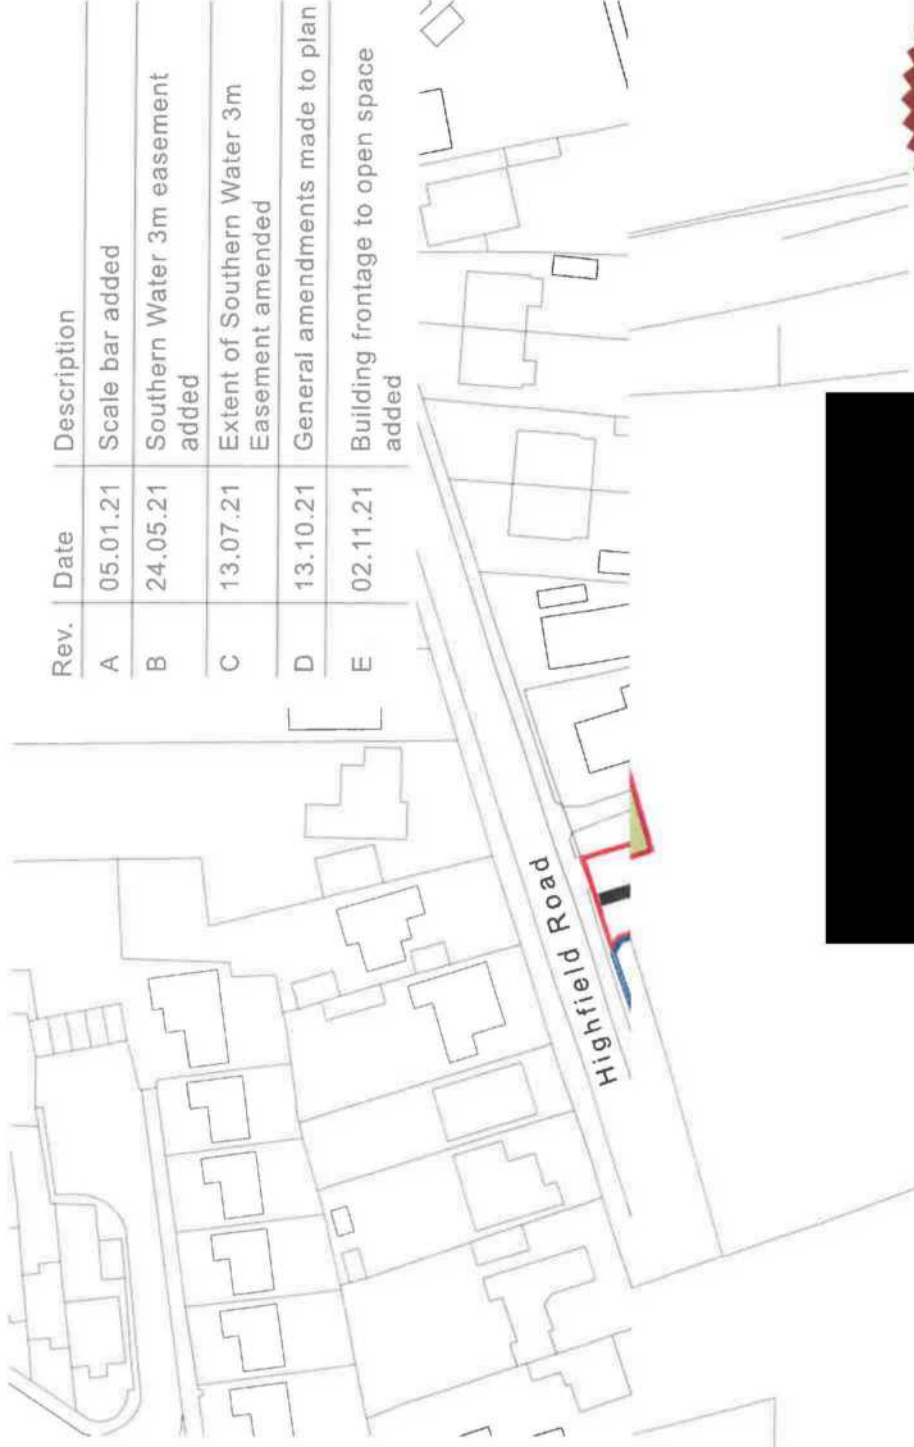 Rev. Date Description
A 05.01.21 Scale bar added
B 24.05.21 Southern Water 3m easement
added
C 13.07.21 Extent of Southern Water 3m
Easement amended
D 13.10.21 General amendments made to plan
E 02.11.21 Building frontage to open space
added
Highfield Road